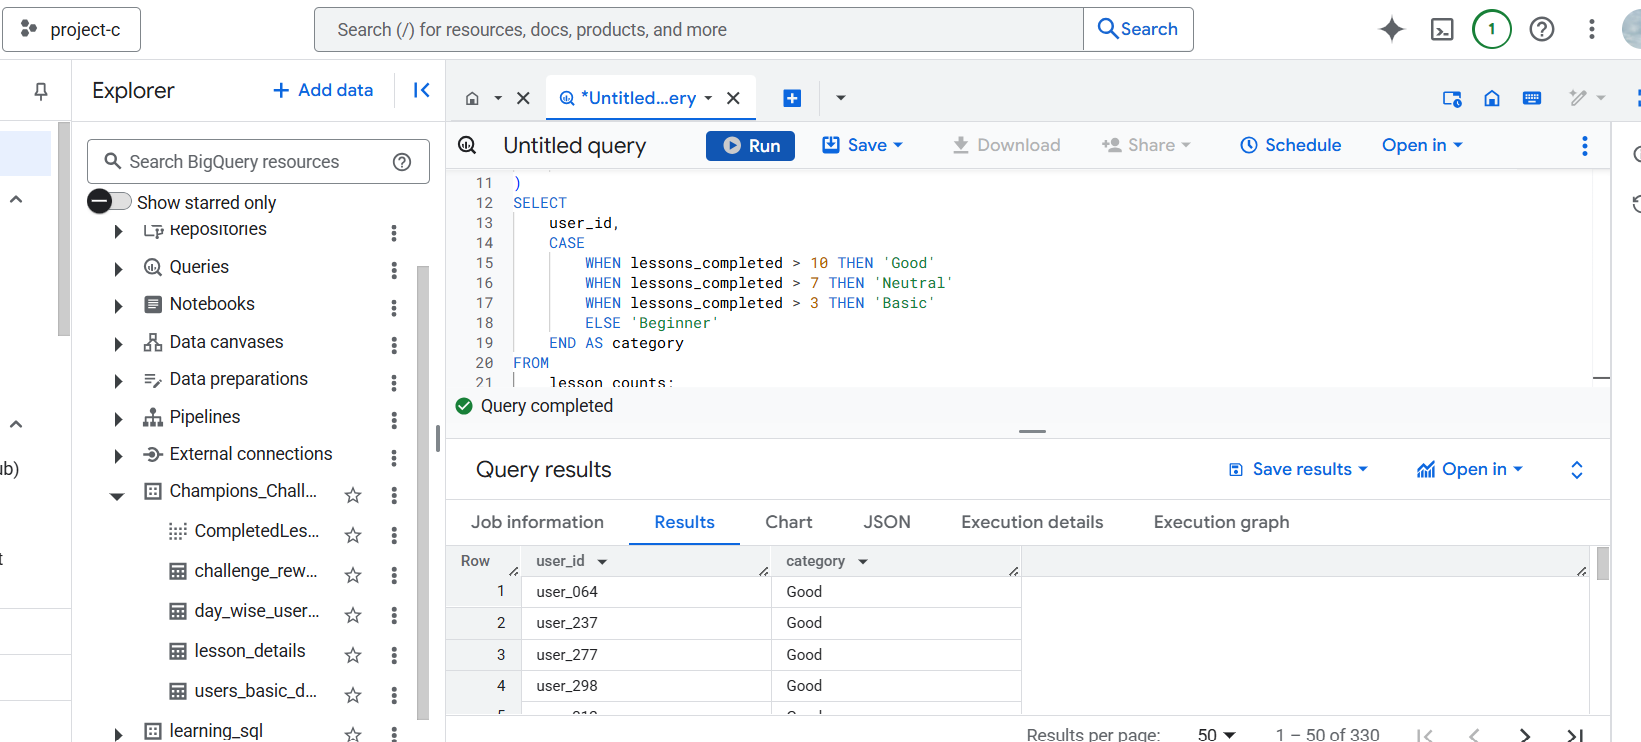 project-c
Search (/) for resources, docs, products, and more
Search
1
Explorer
Add data
*Untitled...ery
Search BigQuery resources
Show starred only
Repositories
Queries
Notebooks
Data canvases
Data preparations
Pipelines
External connections
Champions_Chall...
CompletedLes...
challenge_rew...
day_wise_user...
lesson_details
users_basic_d...
learning_sql
ub)
t
Untitled query
Run
Save
Download
Share
Schedule
Open in
11 )
12 SELECT
13 user_id,
14 CASE
15 WHEN lessons_completed > 10 THEN 'Good'
16 WHEN lessons_completed > 7 THEN 'Neutral'
17 WHEN lessons_completed > 3 THEN 'Basic'
18 ELSE 'Beginner'
19 END AS category
20 FROM
21 lesson_counts;
Query completed
Query results
Save results
Open in
Job information
Results
Chart
JSON
Execution details
Execution graph
Row user_id category
1 user_064 Good
2 user_237 Good
3 user_277 Good
4 user_298 Good
Results per page: 50 1 – 50 of 330